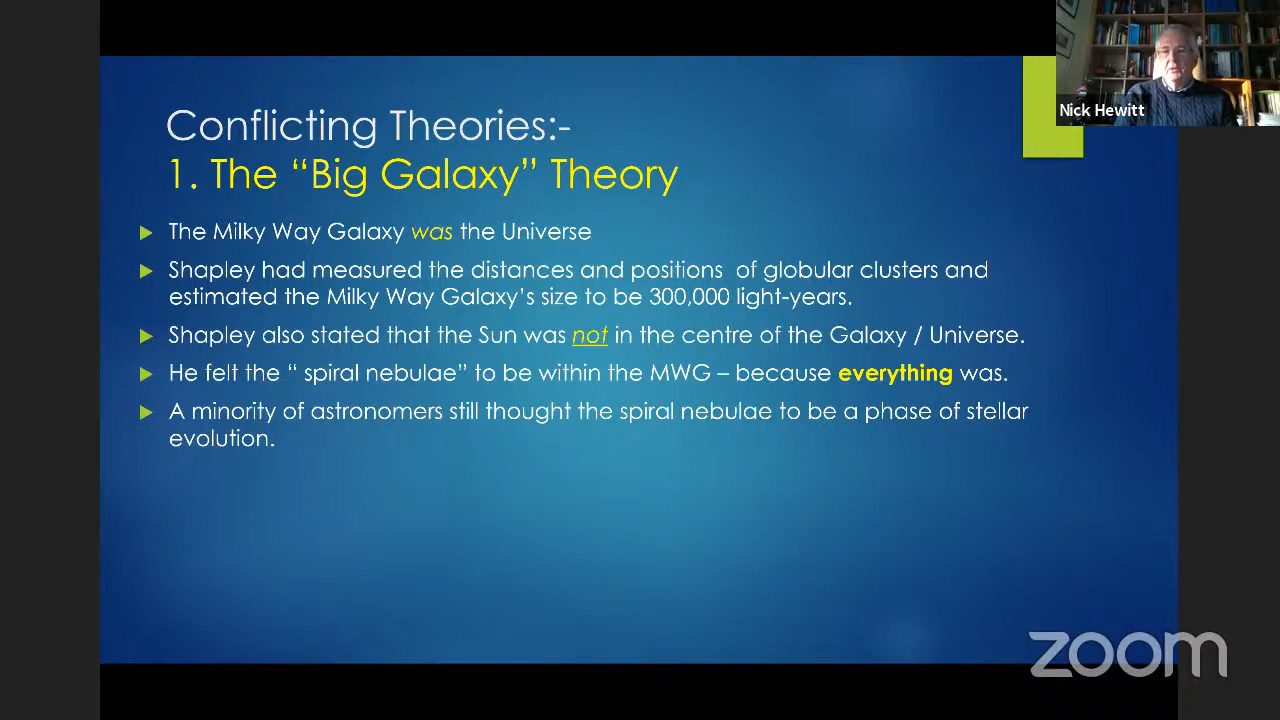 Nick Hewitt
Conflicting Theories:-
1. The “Big Galaxy” Theory
The Milky Way Galaxy was the Universe
Shapley had measured the distances and positions of globular clusters and
estimated the Milky Way Galaxy’s size to be 300,000 light-years.
Shapley also stated that the Sun was not in the centre of the Galaxy / Universe.
He felt the “ spiral nebulae” to be within the MWG – because everything was.
A minority of astronomers still thought the spiral nebulae to be a phase of stellar
evolution.
zoom